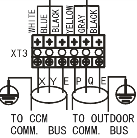 WHITE
BLUE
BLACK
YELLOW
GRAY
BLACK
XT3
X Y E P Q E
TO CCM
COMM. BUS
TO OUTDOOR
COMM. BUS